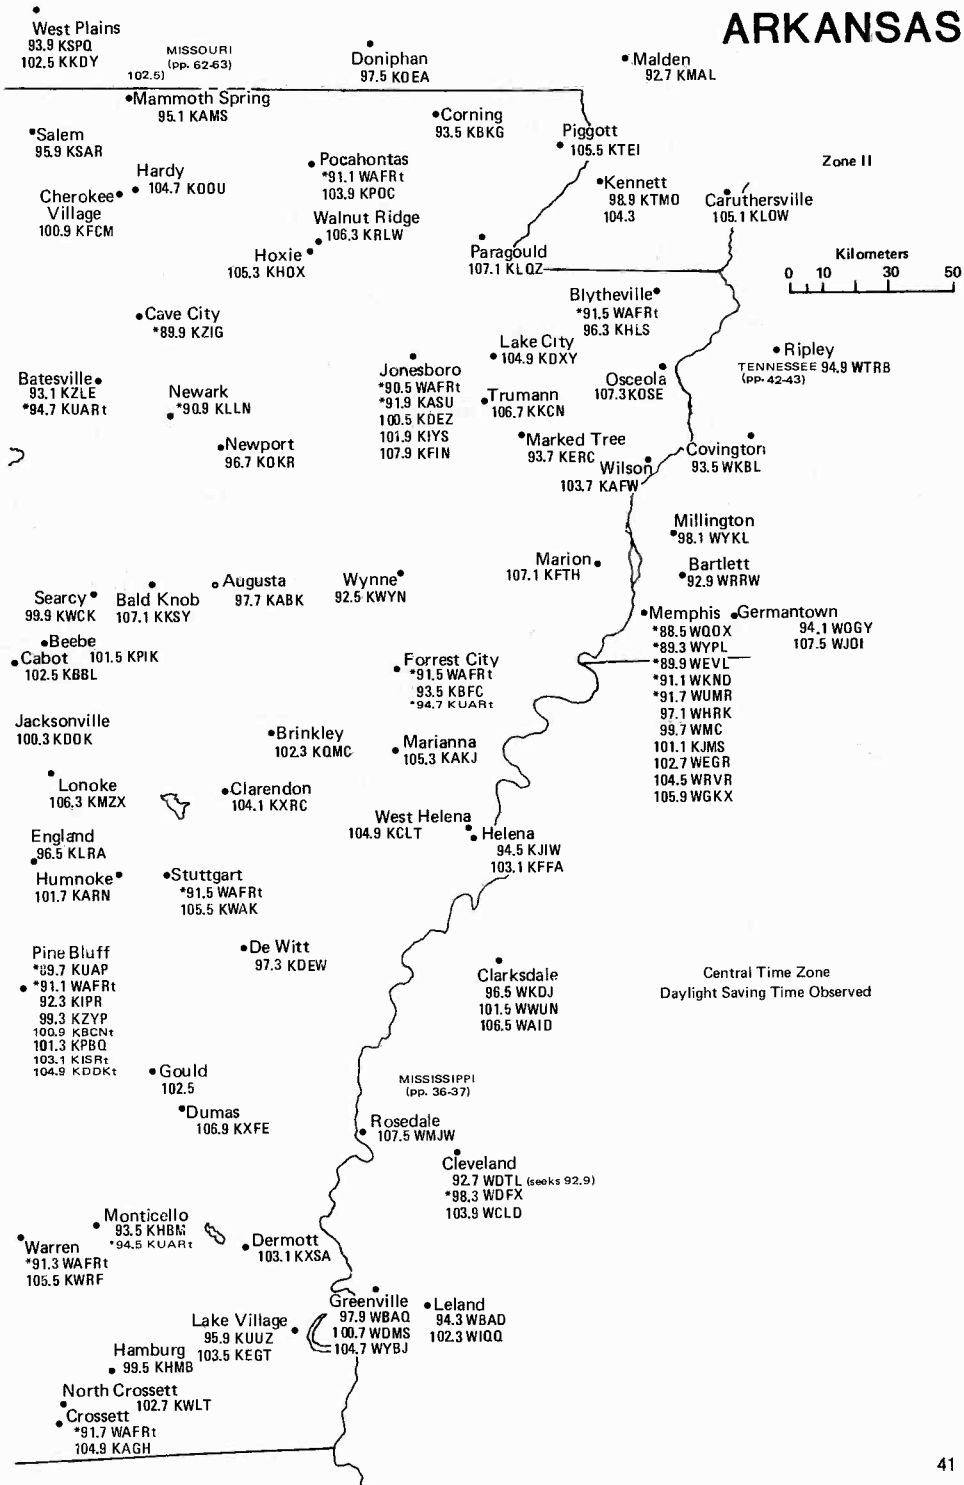 ARKANSAS
West Plains
93.9 KSPQ
102.5 KKDY
MISSOURI
(pp. 62-63)
102.5)
Doniphan
97.5 KOEA
Malden
92.7 KMAL
Mammoth Spring
95.1 KAMS
Corning
93.5 KBKG
Piggott
105.5 KTEI
Salem
95.9 KSAR
Hardy
104.7 KOOU
Cherokee
Village
100.9 KFCM
Pocahontas
*91.1 WAFRt
103.9 KPOC
Walnut Ridge
106.3 KRLW
Hoxie
105.3 KHOX
Kennett
98.9 KTMO
104.3
Zone II
Caruthersville
105.1 KLOW
Paragould
107.1 KLQZ
Kilometers
0 10 30 50
Blytheville
*91.5 WAFRt
96.3 KHLS
Cave City
*89.9 KZIG
Lake City
104.9 KDXY
Ripley
TENNESSEE 94.9 WTRB
(pp. 42-43)
Batesville
93.1 KZLE
*94.7 KUARt
Newark
*90.9 KLLN
Jonesboro
*90.5 WAFRt
*91.9 KASU
100.5 KDEZ
101.9 KIYS
107.9 KFIN
Osceola
107.3 KOSE
Trumann
106.7 KKCN
Newport
96.7 KOKR
Marked Tree
93.7 KERC
Wilson
103.7 KAFW
Covington
93.5 WKBL
Millington
98.1 WYKL
Marion
107.1 KFTH
Bartlett
92.9 WRRW
Searcy
99.9 KWCK
Bald Knob
107.1 KKSY
Augusta
97.7 KABK
Wynne
92.5 KWYN
Memphis
*88.5 WQOX
*89.3 WYPL
*89.9 WEVL
*91.1 WKND
*91.7 WUMR
97.1 WHRK
99.7 WMC
101.1 KJMS
102.7 WEGR
104.5 WRVR
105.9 WGKX
Germantown
94.1 WOGY
107.5 WJOI
Beebe
101.5 KPIK
Cabot
102.5 KBBL
Forrest City
*91.5 WAFRt
93.5 KBFC
*94.7 KUARt
Jacksonville
100.3 KDOK
Brinkley
102.3 KQMC
Marianna
105.3 KAKJ
Lonoke
106.3 KMZX
Clarendon
104.1 KXRC
West Helena
104.9 KCLT
Helena
94.5 KJIW
103.1 KFFA
England
96.5 KLRA
Humnoke
101.7 KARN
Stuttgart
*91.5 WAFRt
105.5 KWAK
Pine Bluff
*89.7 KUAP
*91.1 WAFRt
92.3 KIPR
99.3 KZYP
100.9 KBCNt
101.3 KPBQ
103.1 KISRt
104.9 KDDKt
De Witt
97.3 KDEW
Clarksdale
96.5 WKDJ
101.5 WWUN
106.5 WAID
Central Time Zone
Daylight Saving Time Observed
Gould
102.5
MISSISSIPPI
(pp. 36-37)
Dumas
106.9 KXFE
Rosedale
107.5 WMJW
Cleveland
92.7 WDTL (seeks 92.9)
*98.3 WDFX
103.9 WCLD
Monticello
93.5 KHBM
*94.5 KUARt
Warren
*91.3 WAFRt
105.5 KWRF
Dermott
103.1 KXSA
Greenville
97.9 WBAQ
100.7 WDMS
104.7 WYBJ
Leland
94.3 WBAD
102.3 WIQQ
Lake Village
95.9 KUUZ
103.5 KEGT
Hamburg
99.5 KHMB
North Crossett
102.7 KWLT
Crossett
*91.7 WAFRt
104.9 KAGH
41